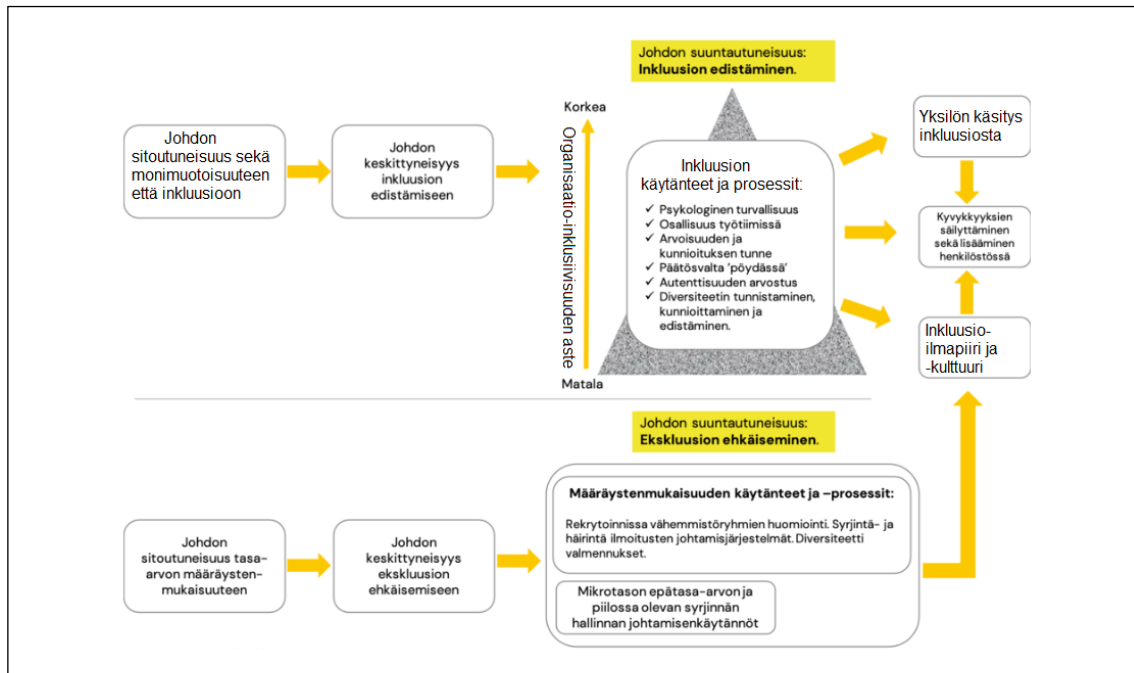 Johdon suuntautuneisuus:
Inkluusion edistäminen.
Johdon
sitoutuneisuus sekä
monimuotoisuuteen
että inkluusioon
Johdon
keskittyneisyys
inkluusion
edistämiseen
Korkea
Organisaatio-inklusiivisuuden aste
Matala
Inkluusion
käytänteet ja prosessit:
✓ Psykologinen turvallisuus
✓ Osallisuus työtiimissä
✓ Arvoisuuden ja
kunnioituksen tunne
✓ Päätösvalta ‘pöydässä’
✓ Autenttisuuden arvostus
✓ Diversiteetin tunnistaminen,
kunnioittaminen ja
edistäminen.
Yksilön käsitys
inkluusiosta
Kyvykkyyksien
säilyttäminen
sekä lisääminen
henkilöstössä
Inkluusio-
ilmapiiri ja
-kulttuuri
Johdon suuntautuneisuus:
Ekskluusion ehkäiseminen.
Johdon
sitoutuneisuus tasa-
arvon määräysten-
mukaisuuteen
Johdon
keskittyneisyys
ekskluusion
ehkäisemiseen
Määräystenmukaisuuden käytänteet ja –prosessit:
Rekrytoinnissa vähemmistöryhmien huomiointi. Syrjintä- ja
häirintä ilmoitusten johtamisjärjestelmät. Diversiteetti
valmennukset.
Mikrotason epätasa-arvon ja
piilossa olevan syrjinnän
hallinnan johtamisenkäytännöt